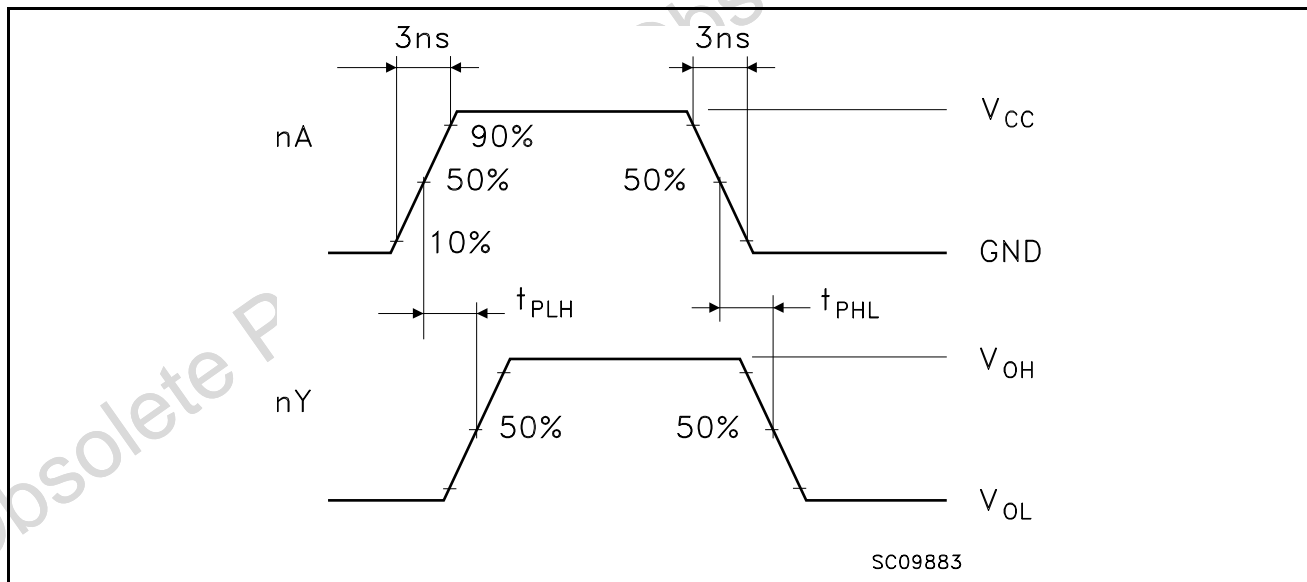 3ns 3ns
V_CC
nA
90%
50% 50%
10%
GND
t_PLH t_PHL
V_OH
nY
50% 50%
V_OL
SC09883